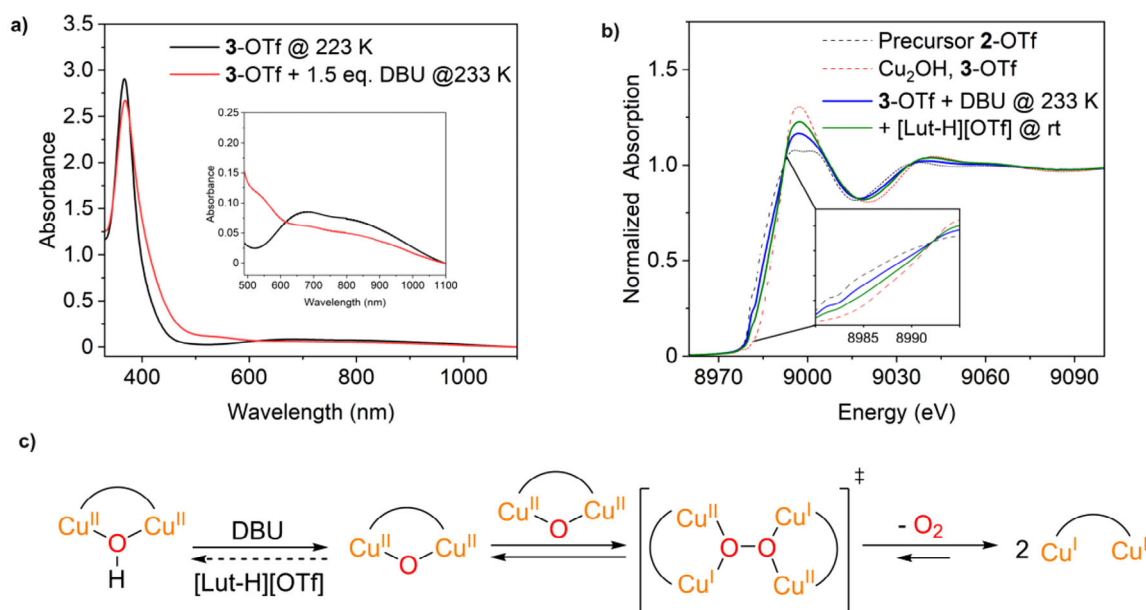 a)
3-OTf @ 223 K
3-OTf + 1.5 eq. DBU @233 K
Absorbance
3.5
3.0
2.5
2.0
1.5
1.0
0.5
0
400
600
800
1000
Wavelength (nm)
Absorbance
0.25
0.20
0.15
0.10
0.05
0
500
600
700
800
900
1000
1100
Wavelength (nm)
b)
Precursor 2-OTf
Cu₂OH, 3-OTf
3-OTf + DBU @ 233 K
+ [Lut-H][OTf] @ rt
Normalized Absorption
1.5
1.0
0.5
0
8970
9000
9030
9060
9090
Energy (eV)
8985
8990
c)
Cuᴵᴵ Cuᴵᴵ
O
H
DBU
[Lut-H][OTf]
Cuᴵᴵ Cuᴵᴵ
O
Cuᴵᴵ Cuᴵᴵ
O
Cuᴵᴵ Cuᴵ
O O
Cuᴵ Cuᴵᴵ
‡
- O₂
2 Cuᴵ Cuᴵ